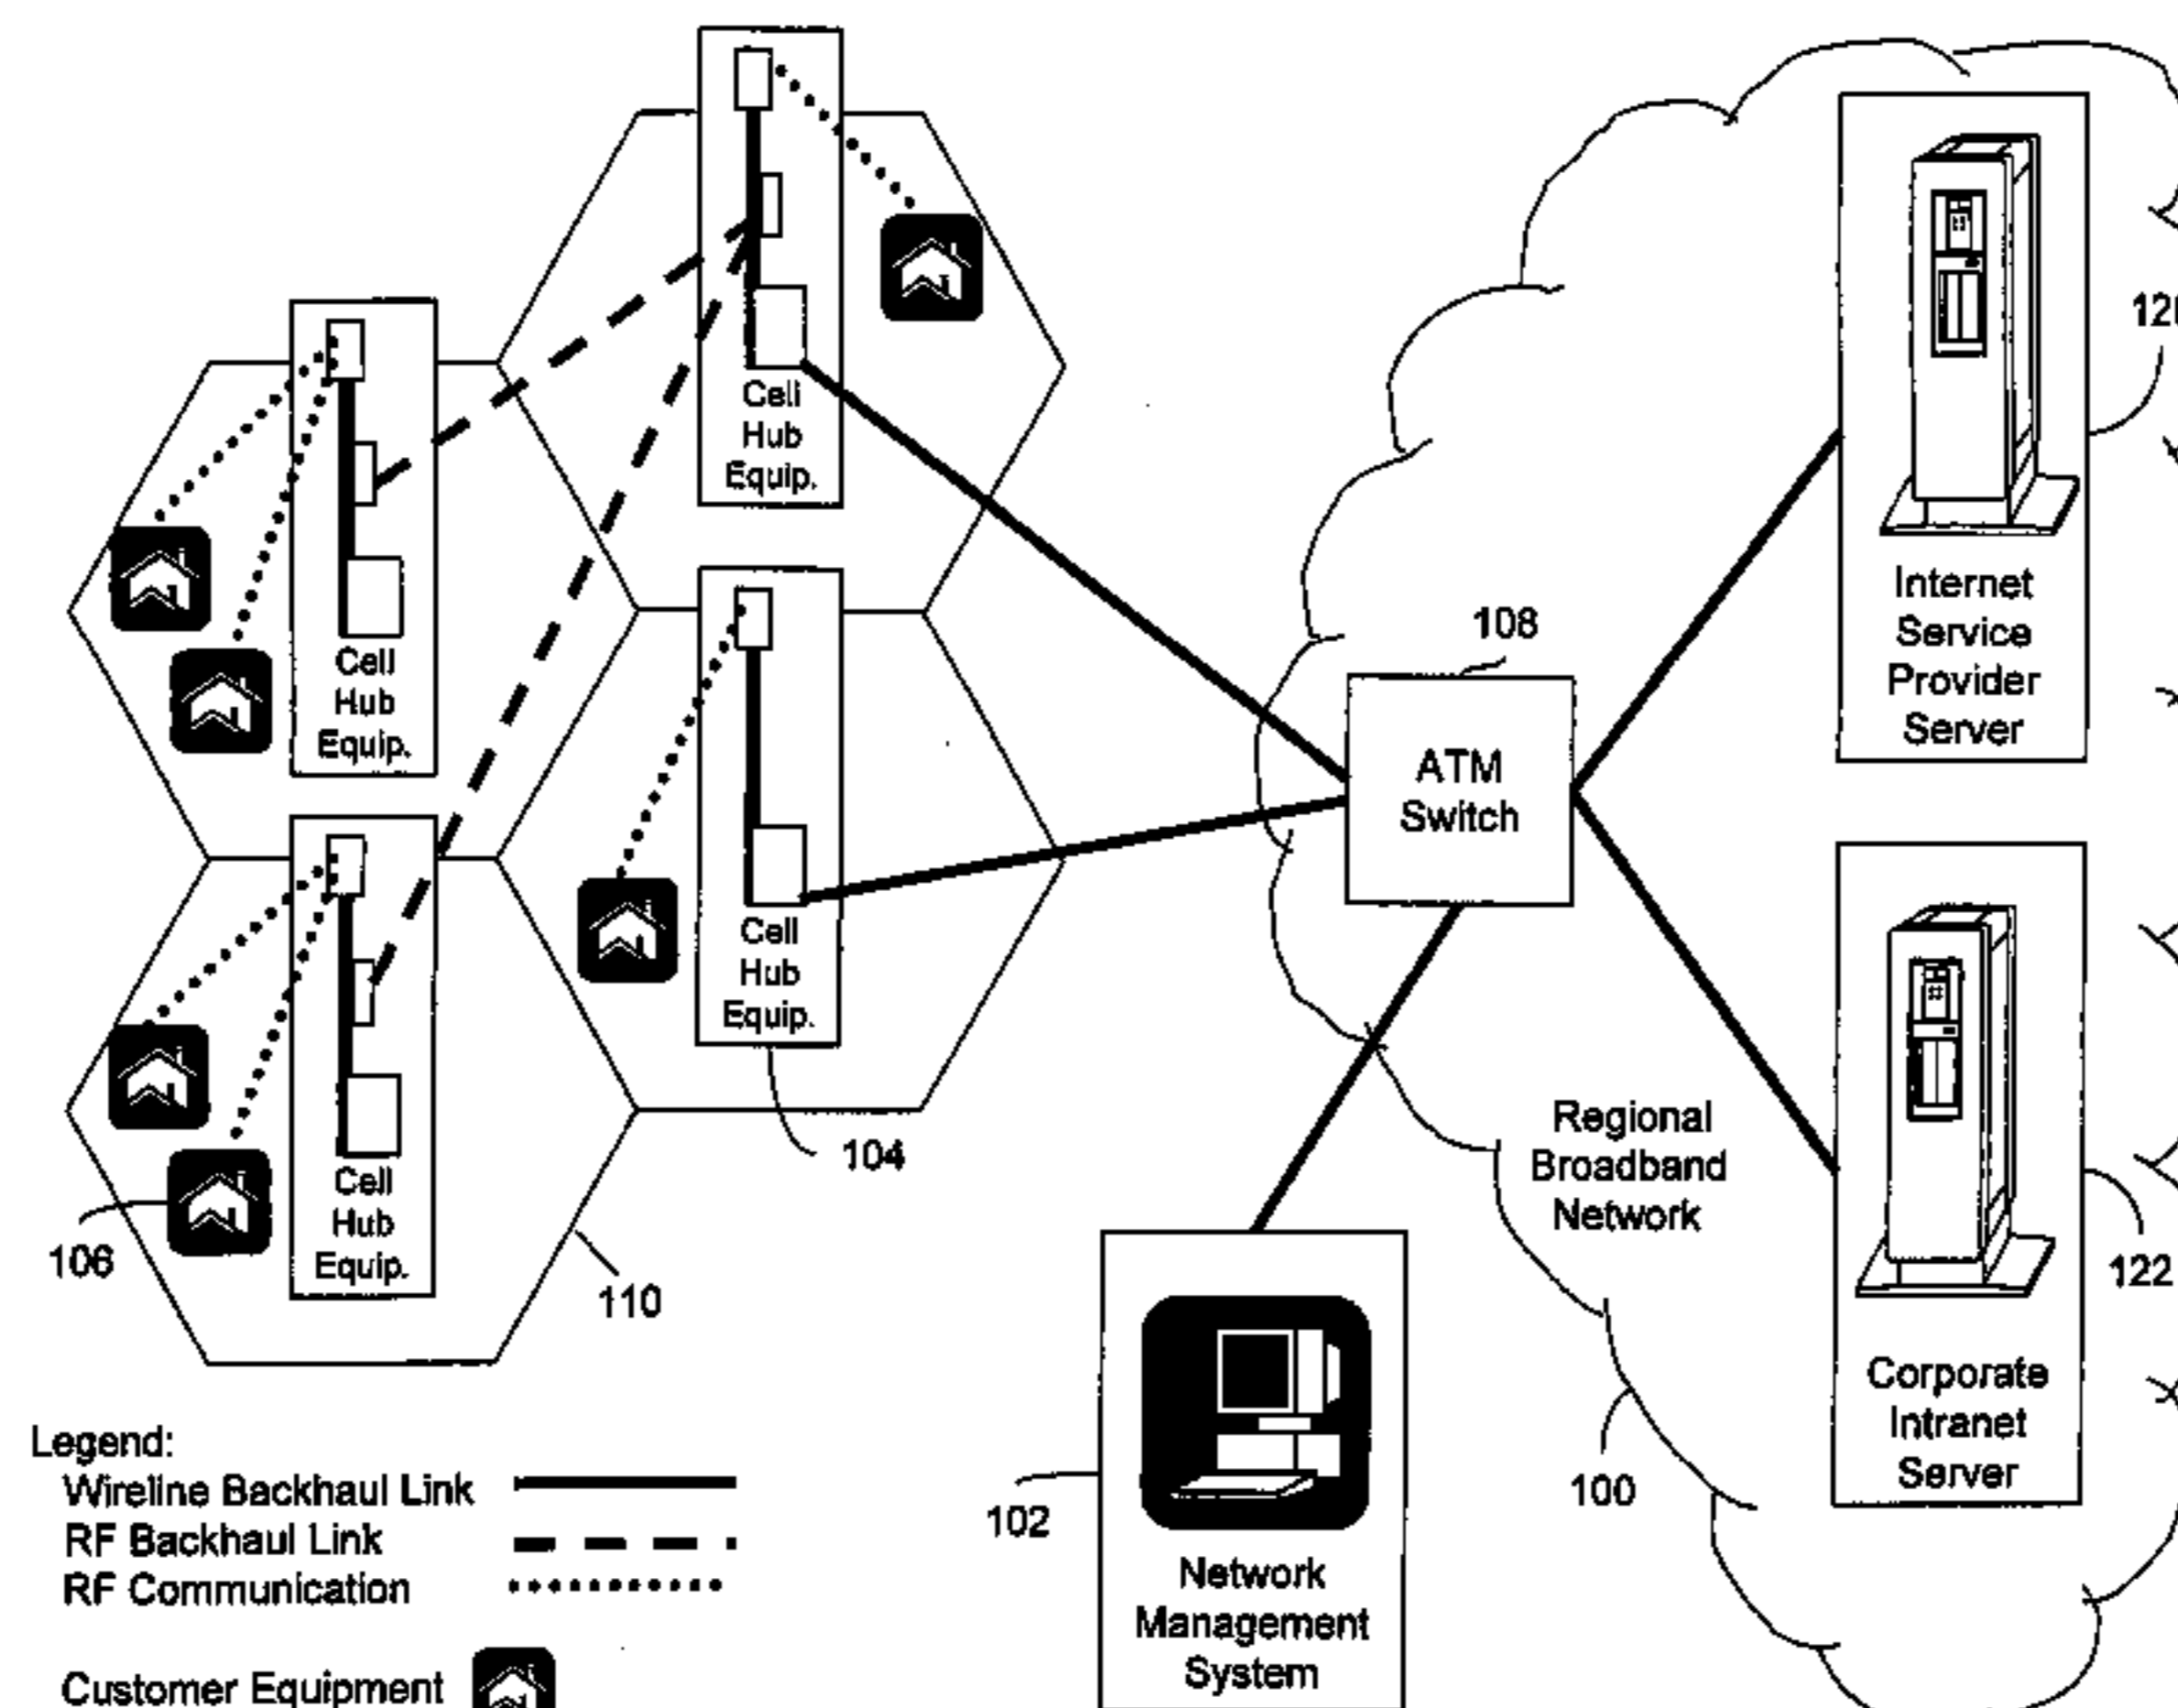 Cell
Hub
Equip.
Cell
Hub
Equip.
Cell
Hub
Equip.
Cell
Hub
Equip.
104
106
110
108
ATM
Switch
Internet
Service
Provider
Server
Regional
Broadband
Network
122
Corporate
Intranet
Server
100
102
Network
Management
System
Legend:
Wireline Backhaul Link
RF Backhaul Link
RF Communication
Customer Equipment